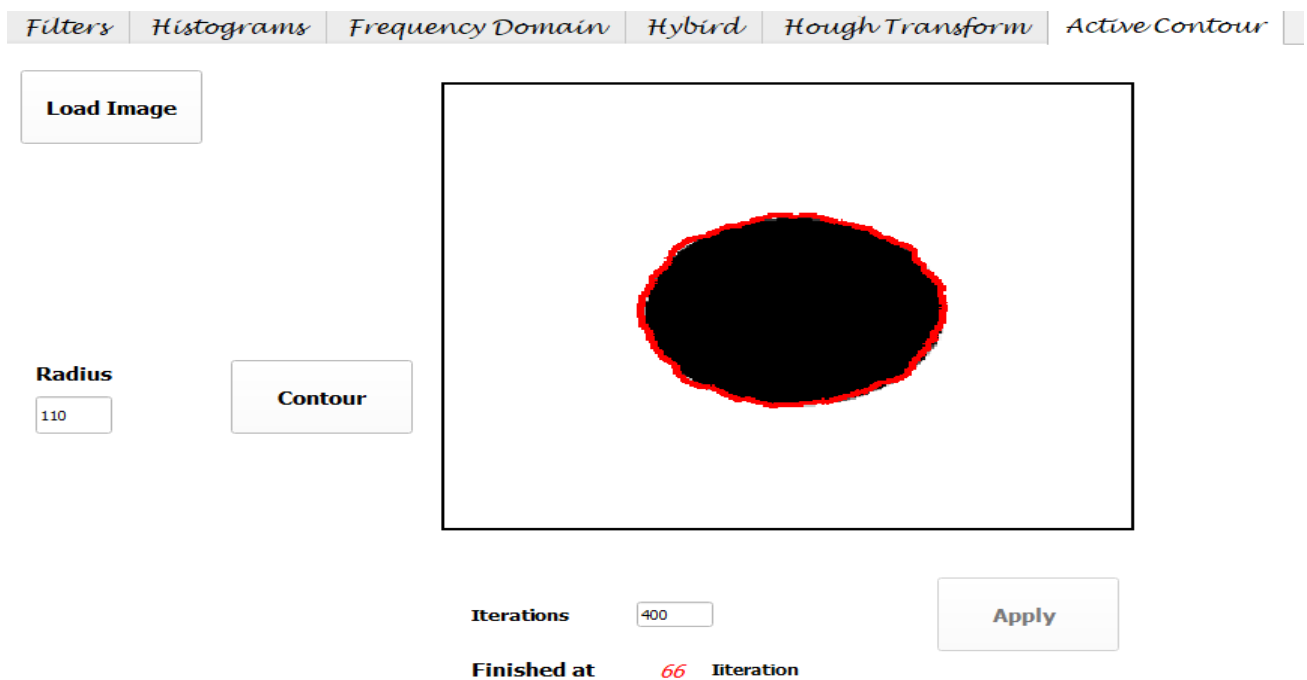 Filters Histograms Frequency Domain Hybird Hough Transform Active Contour
Load Image
Radius
110
Contour
Iterations 400 Apply
Finished at 66 Iiteration